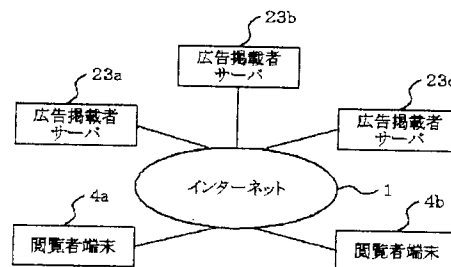 23b
広告掲載者
サーバ
23a
広告掲載者
サーバ
23c
広告掲載者
サーバ
インターネット
1
4a
閲覧者端末
4b
閲覧者端末